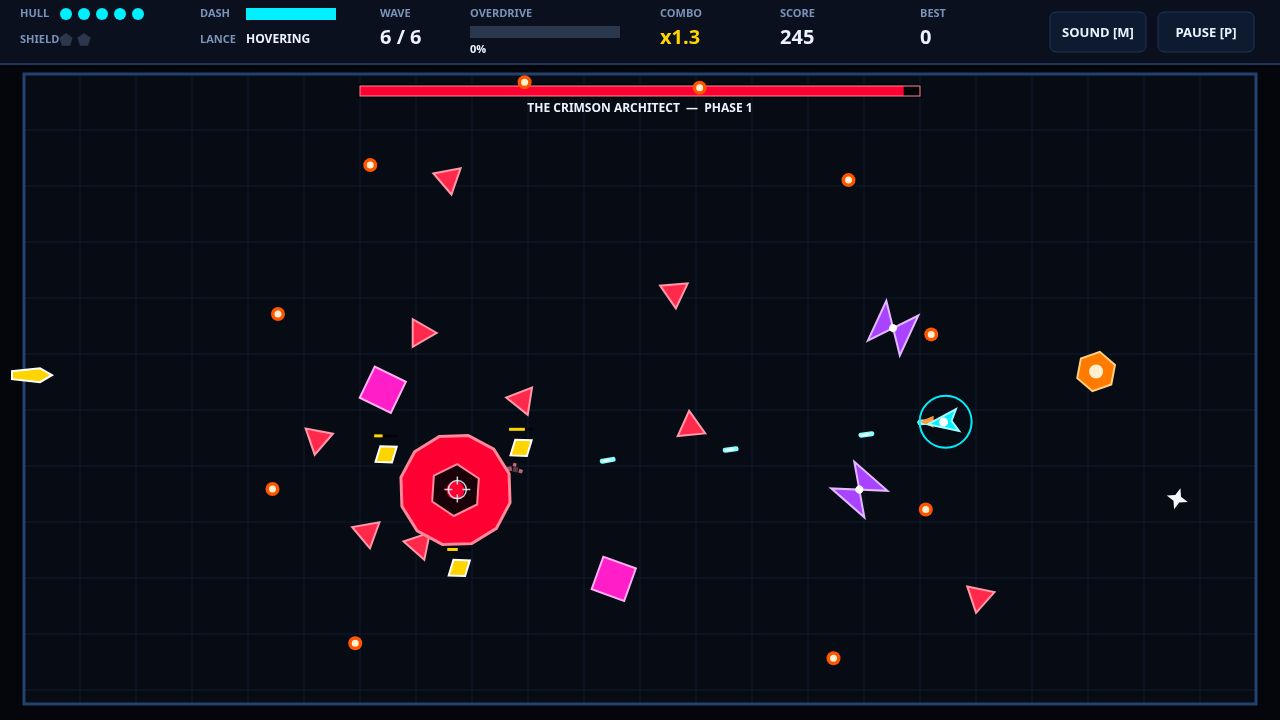 HULL
SHIELD
DASH
LANCE HOVERING
WAVE
6 / 6
OVERDRIVE
0%
COMBO
x1.3
SCORE
245
BEST
0
SOUND [M]
PAUSE [P]
THE CRIMSON ARCHITECT — PHASE 1